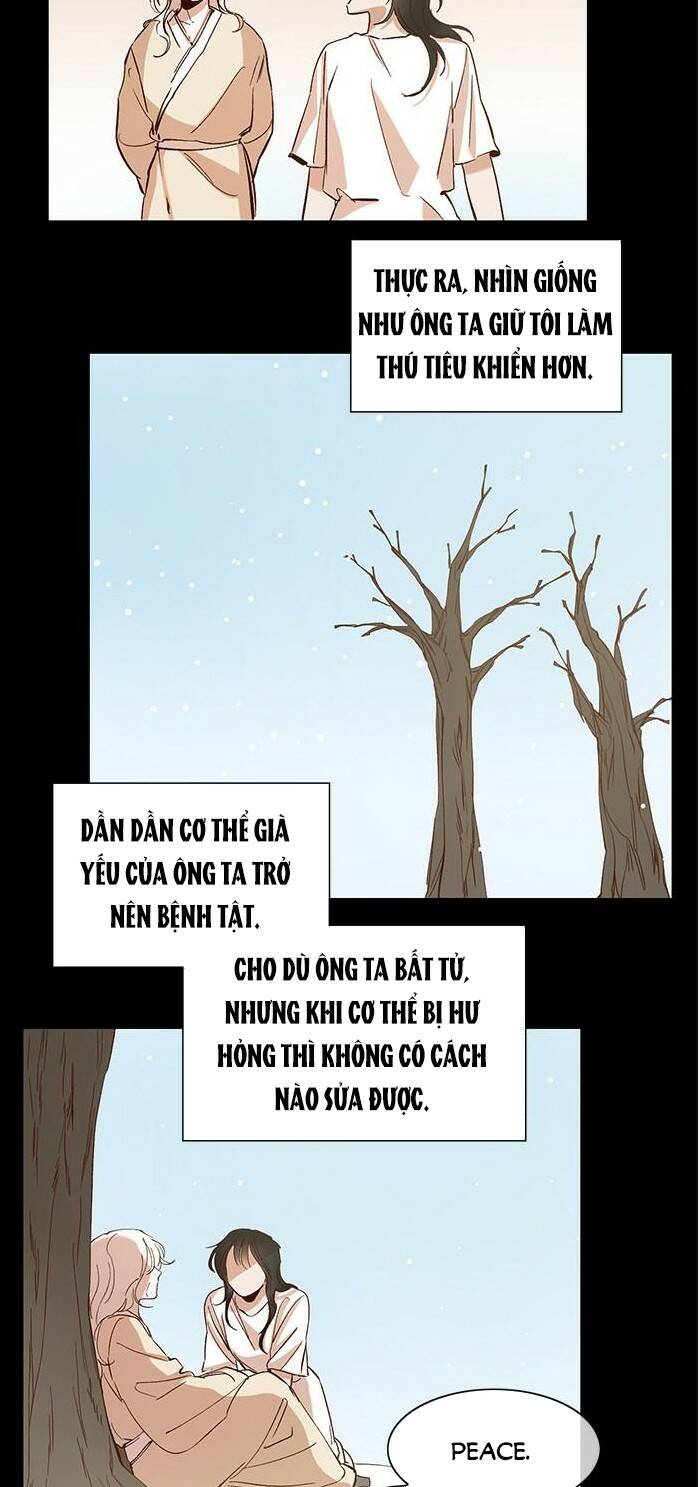 THỰC RA, NHÌN GIỐNG
NHƯ ÔNG TA GIỮ TÔI LÀM
THÚ TIÊU KHIỂN HƠN.
DẦN DẦN CƠ THỂ GIÀ
YẾU CỦA ÔNG TA TRỞ
NÊN BỆNH TẬT.
CHO DÙ ÔNG TA BẤT TỬ,
NHƯNG KHI CƠ THỂ BỊ HƯ
HỎNG THÌ KHÔNG CÓ CÁCH
NÀO SỬA ĐƯỢC.
PEACE.